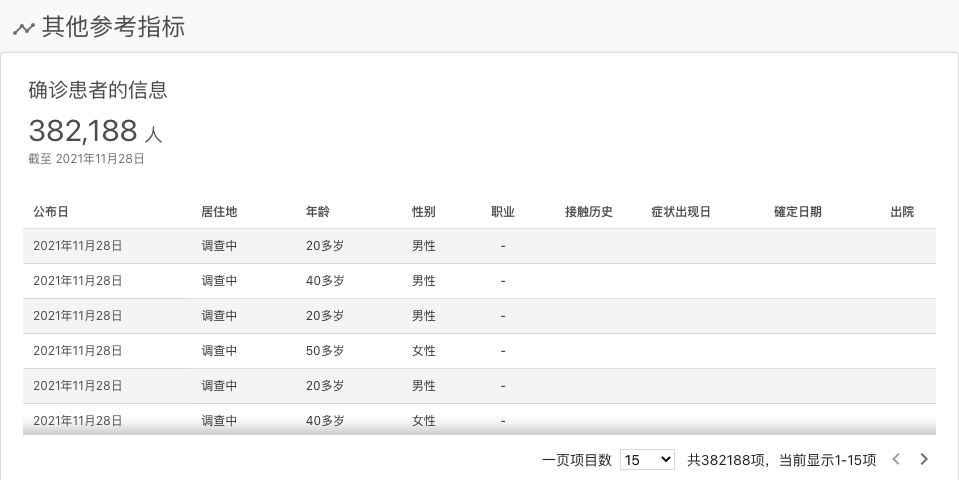 其他参考指标
确诊患者的信息
382,188 人
截至 2021年11月28日
公布日 居住地 年龄 性别 职业 接触历史 症状出现日 確定日期 出院
2021年11月28日 调查中 20多岁 男性 -
2021年11月28日 调查中 40多岁 男性 -
2021年11月28日 调查中 20多岁 男性 -
2021年11月28日 调查中 50多岁 女性 -
2021年11月28日 调查中 20多岁 男性 -
2021年11月28日 调查中 40多岁 女性 -
一页项目数 15 共382188项，当前显示1-15项